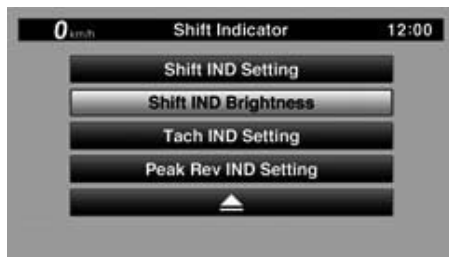 0 km/h Shift Indicator 12:00
Shift IND Setting
Shift IND Brightness
Tach IND Setting
Peak Rev IND Setting